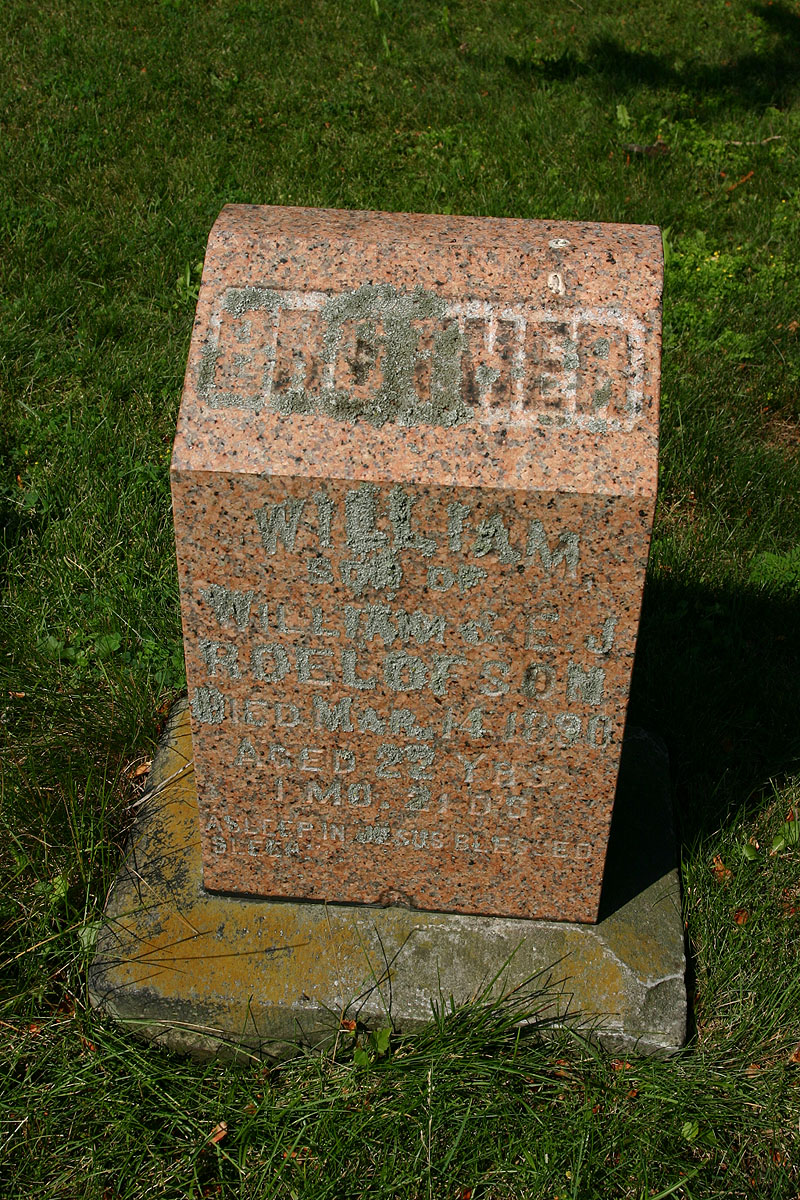 BROTHER
WILLIAM,
SON OF
WILLIAM & E. J.
ROELOFSON
DIED MAR. 14, 1890
AGED 22 YRS.
1 MO. 21 DS.
ASLEEP IN JESUS BLESSED
SLEEP.